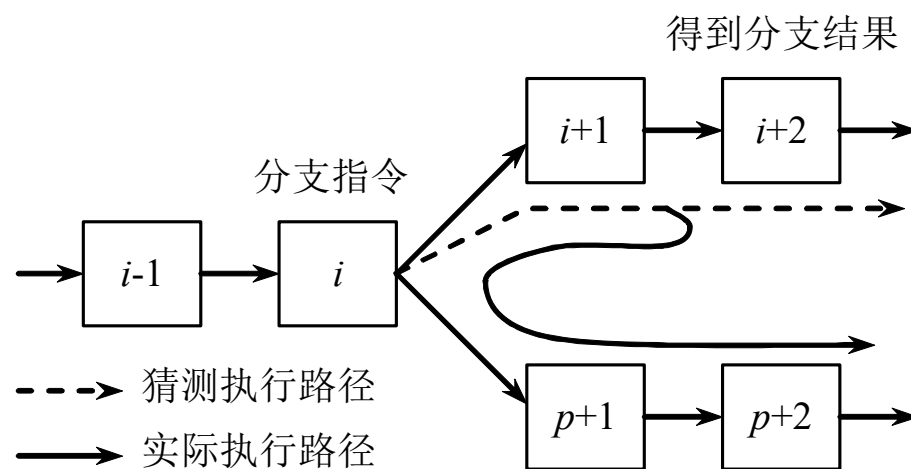 得到分支结果
i+1
i+2
分支指令
i-1
i
猜测执行路径
p+1
p+2
实际执行路径